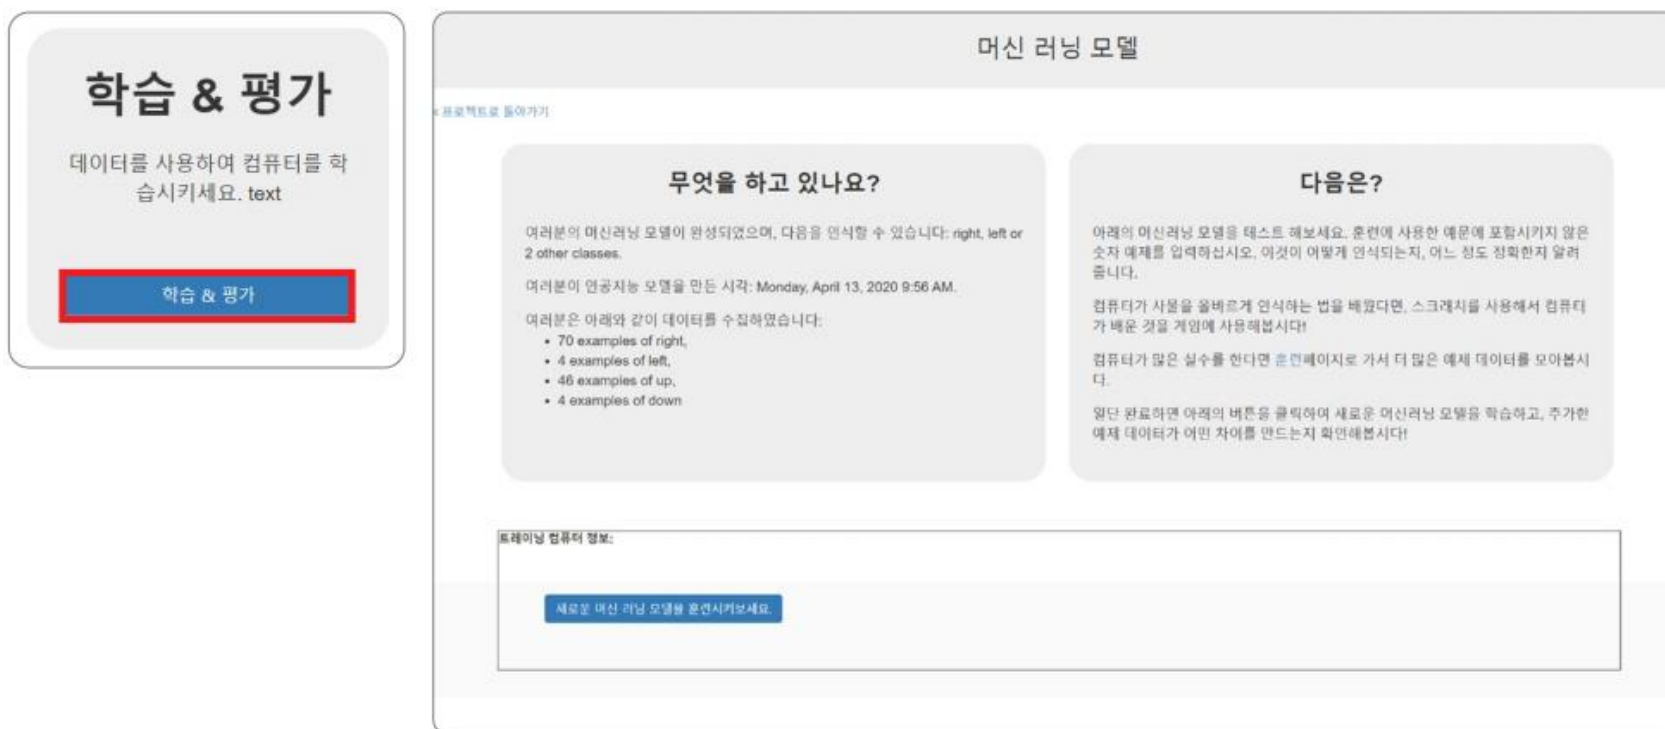 학습 & 평가
데이터를 사용하여 컴퓨터를 학
습시키세요. text
학습 & 평가
머신 러닝 모델
« 프로젝트로 돌아가기
무엇을 하고 있나요?
여러분의 머신러닝 모델이 완성되었으며, 다음을 인식할 수 있습니다: right, left or
2 other classes.
여러분이 인공지능 모델을 만든 시각: Monday, April 13, 2020 9:56 AM.
여러분은 아래와 같이 데이터를 수집하였습니다:
• 70 examples of right,
• 4 examples of left,
• 46 examples of up,
• 4 examples of down
다음은?
아래의 머신러닝 모델을 테스트 해보세요. 훈련에 사용한 예문에 포함시키지 않은
숫자 예제를 입력하십시오. 이것이 어떻게 인식되는지, 어느 정도 정확한지 알려
줍니다.
컴퓨터가 사물을 올바르게 인식하는 법을 배웠다면, 스크래치를 사용해서 컴퓨터
가 배운 것을 게임에 사용해봅시다!
컴퓨터가 많은 실수를 한다면 훈련페이지로 가서 더 많은 예제 데이터를 모아봅시
다.
일단 완료하면 아래의 버튼을 클릭하여 새로운 머신러닝 모델을 학습하고, 추가한
예제 데이터가 어떤 차이를 만드는지 확인해봅시다!
트레이닝 컴퓨터 정보:
새로운 머신 러닝 모델을 훈련시켜보세요.